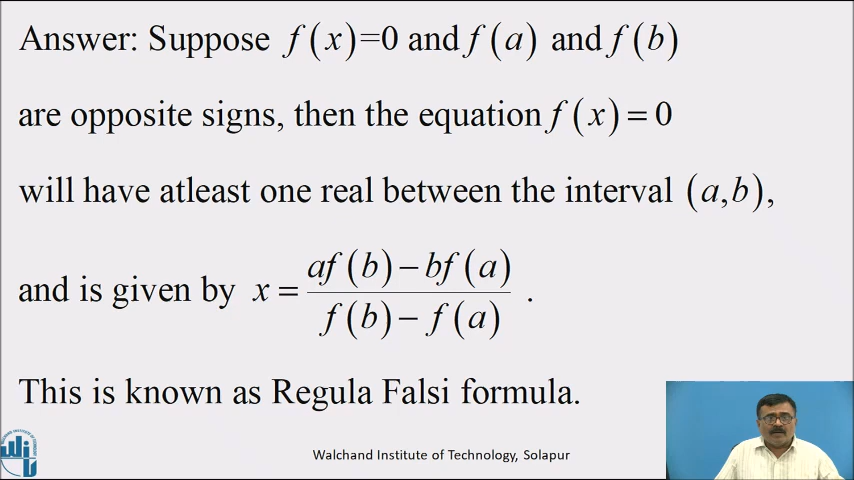 Answer: Suppose f(x)=0 and f(a) and f(b)
are opposite signs, then the equation f(x) = 0
will have atleast one real between the interval (a,b),
and is given by x = \frac{af(b) - bf(a)}{f(b) - f(a)} .
This is known as Regula Falsi formula.
Walchand Institute of Technology, Solapur